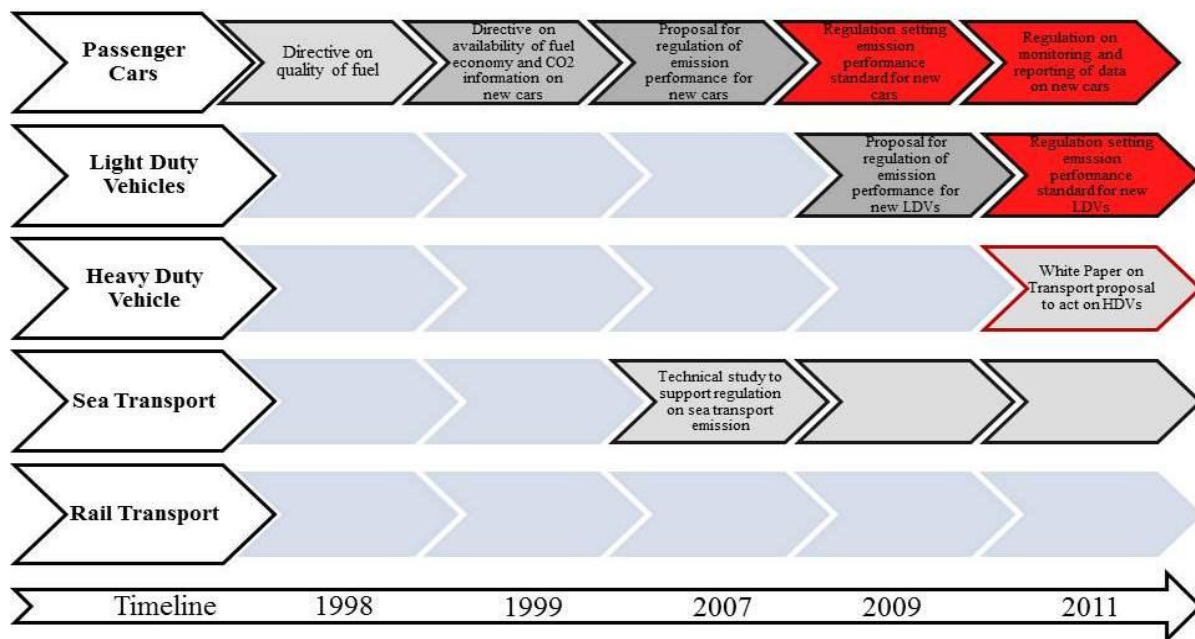 Passenger
Cars
Directive on
quality of fuel
Directive on
availability of fuel
economy and CO2
information on
new cars
Proposal for
regulation of
emission
performance for
new cars
Regulation setting
emission
performance
standard for new
cars
Regulation on
monitoring and
reporting of data
on new cars
Light Duty
Vehicles
Proposal for
regulation of
emission
performance for
new LDVs
Regulation setting
emission
performance
standard for new
LDVs
Heavy Duty
Vehicle
White Paper on
Transport proposal
to act on HDVs
Sea Transport
Technical study to
support regulation
on sea transport
emission
Rail Transport
Timeline 1998 1999 2007 2009 2011